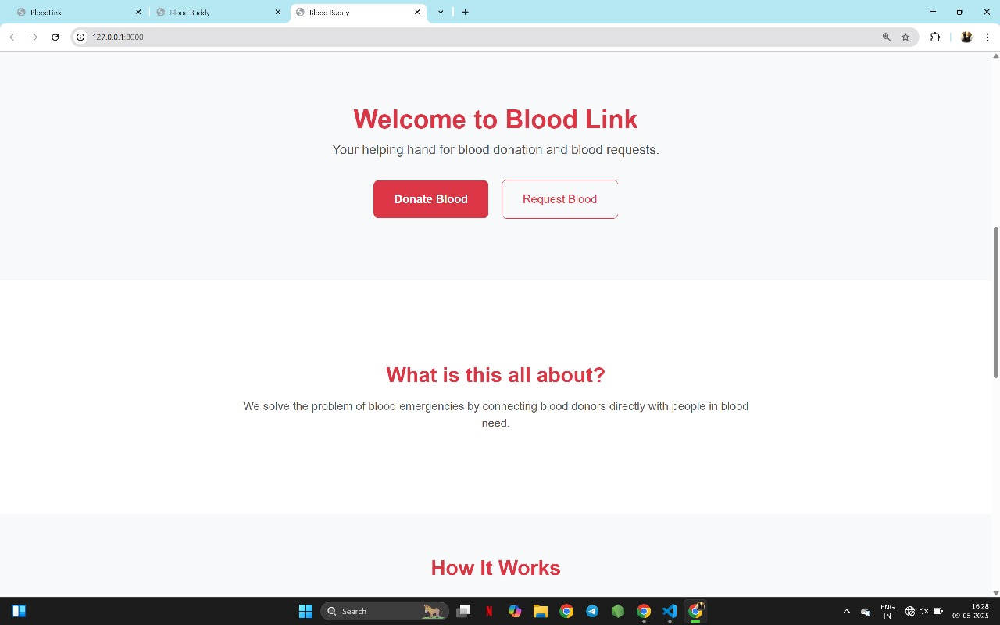 BloodLink
Blood Buddy
Blood Buddy
127.0.0.1:8000
Welcome to Blood Link
Your helping hand for blood donation and blood requests.
Donate Blood
Request Blood
What is this all about?
We solve the problem of blood emergencies by connecting blood donors directly with people in blood
need.
How It Works
Search
N
ENG
IN
16:28
09-05-2025